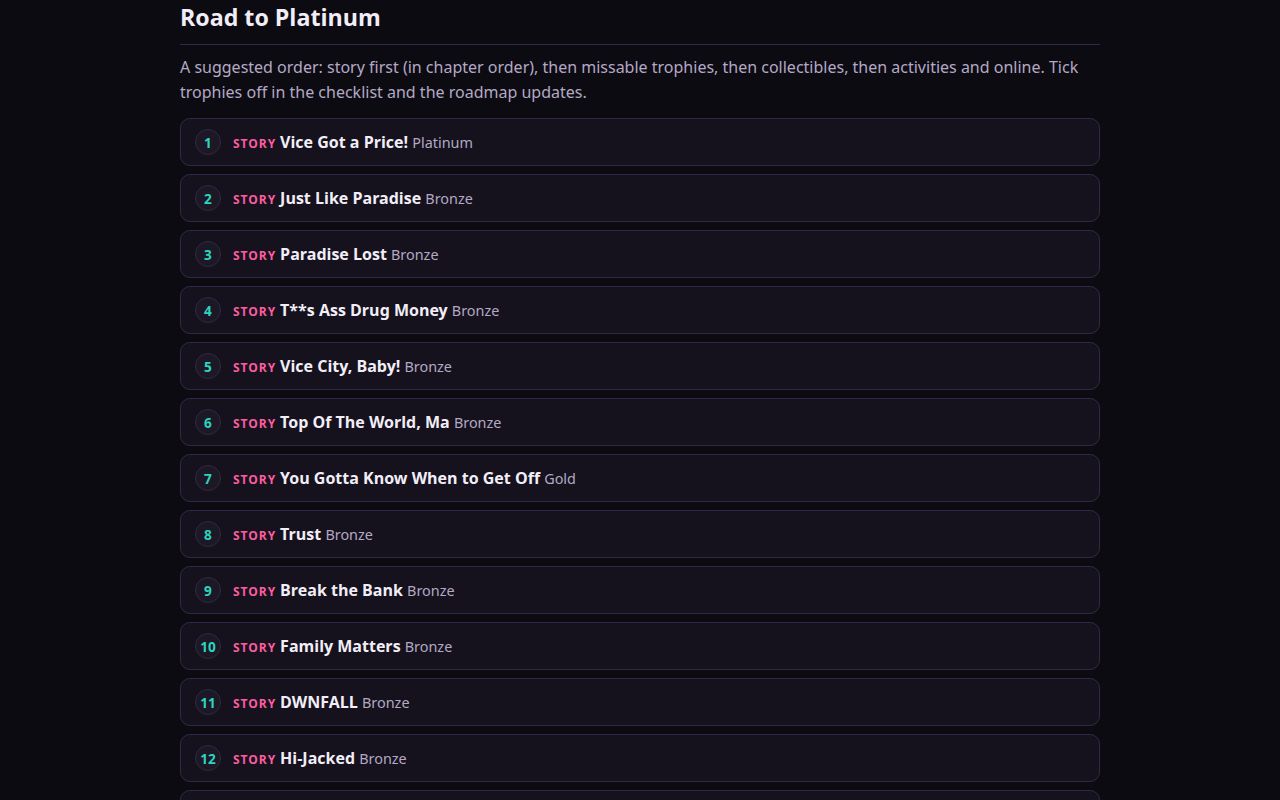 Road to Platinum
A suggested order: story first (in chapter order), then missable trophies, then collectibles, then activities and online. Tick
trophies off in the checklist and the roadmap updates.
1 STORY Vice Got a Price! Platinum
2 STORY Just Like Paradise Bronze
3 STORY Paradise Lost Bronze
4 STORY T**s Ass Drug Money Bronze
5 STORY Vice City, Baby! Bronze
6 STORY Top Of The World, Ma Bronze
7 STORY You Gotta Know When to Get Off Gold
8 STORY Trust Bronze
9 STORY Break the Bank Bronze
10 STORY Family Matters Bronze
11 STORY DWNFALL Bronze
12 STORY Hi-Jacked Bronze